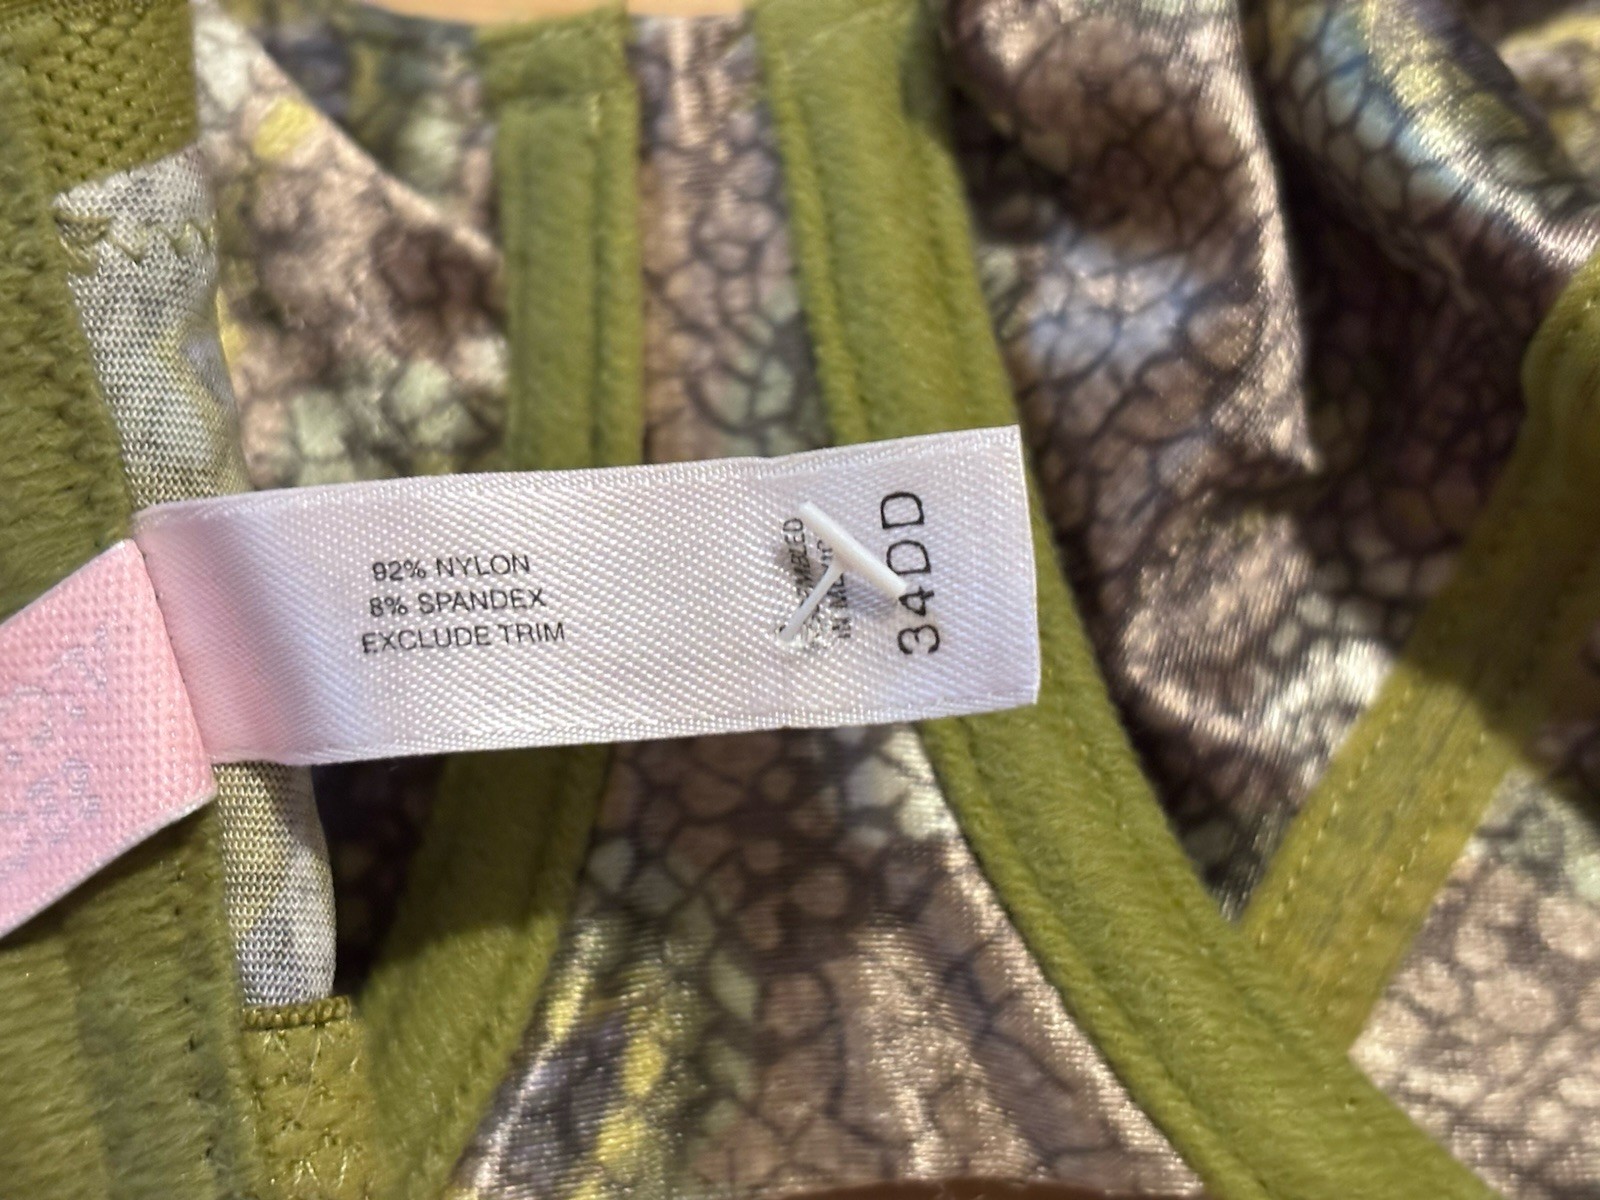 92% NYLON
8% SPANDEX
EXCLUDE TRIM
IN
34DD